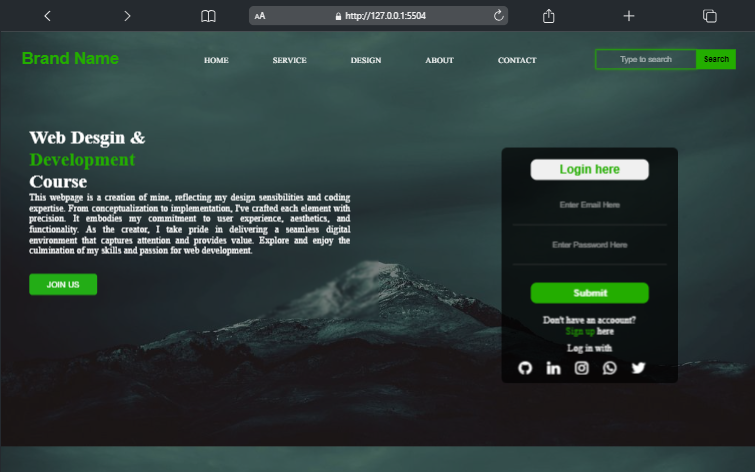 AA
http://127.0.0.1:5504
Brand Name
HOME SERVICE DESIGN ABOUT CONTACT
Type to search
Search
Web Desgin &
Development
Course
This webpage is a creation of mine, reflecting my design sensibilities and coding
expertise. From conceptualization to implementation, I've crafted each element with
precision. It embodies my commitment to user experience, aesthetics, and
functionality. As the creator, I take pride in delivering a seamless digital
environment that captures attention and provides value. Explore and enjoy the
culmination of my skills and passion for web development.
JOIN US
Login here
Enter Email Here
Enter Password Here
Submit
Don't have an accoount?
Sign up here
Log in with
in